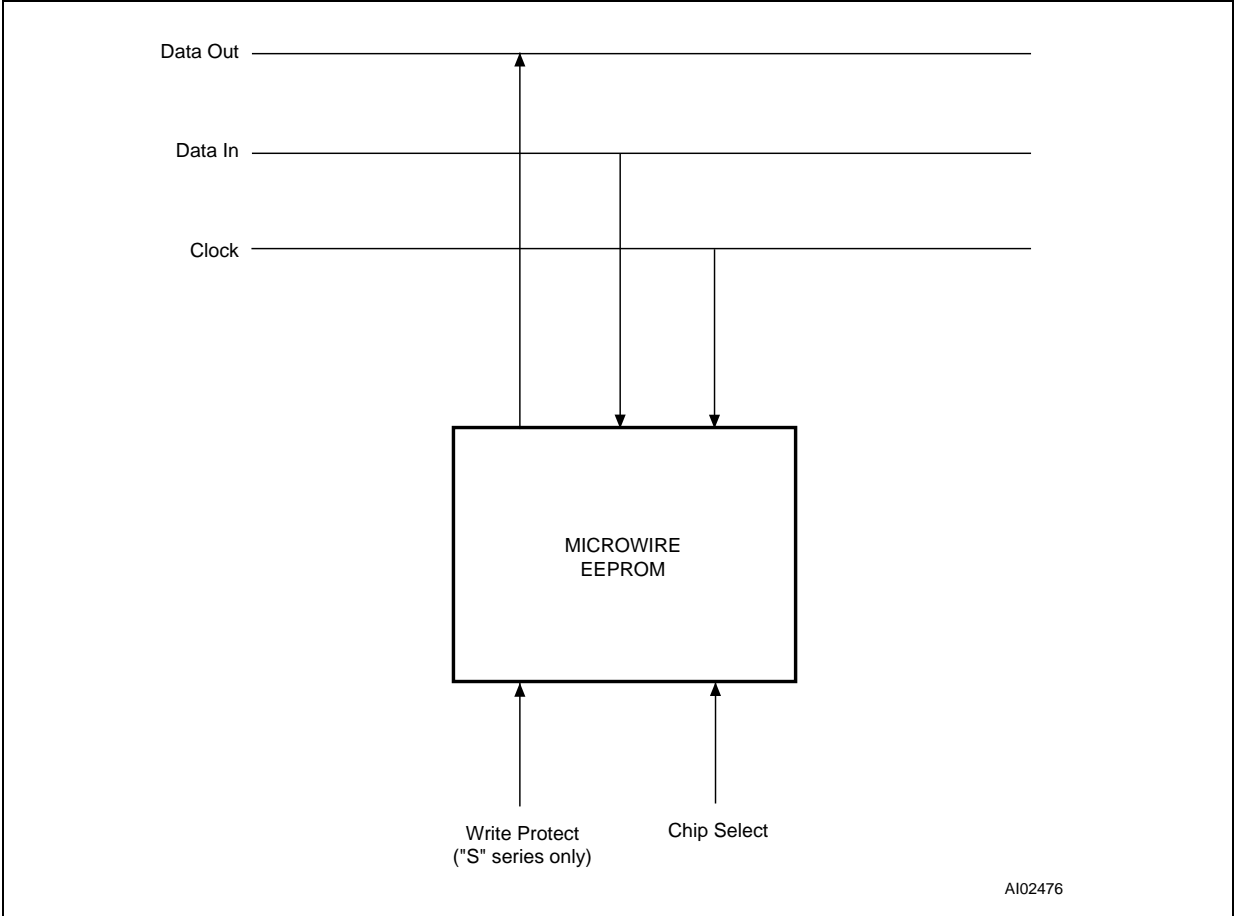 Data Out
Data In
Clock
MICROWIRE
EEPROM
Write Protect
("S" series only)
Chip Select
AI02476